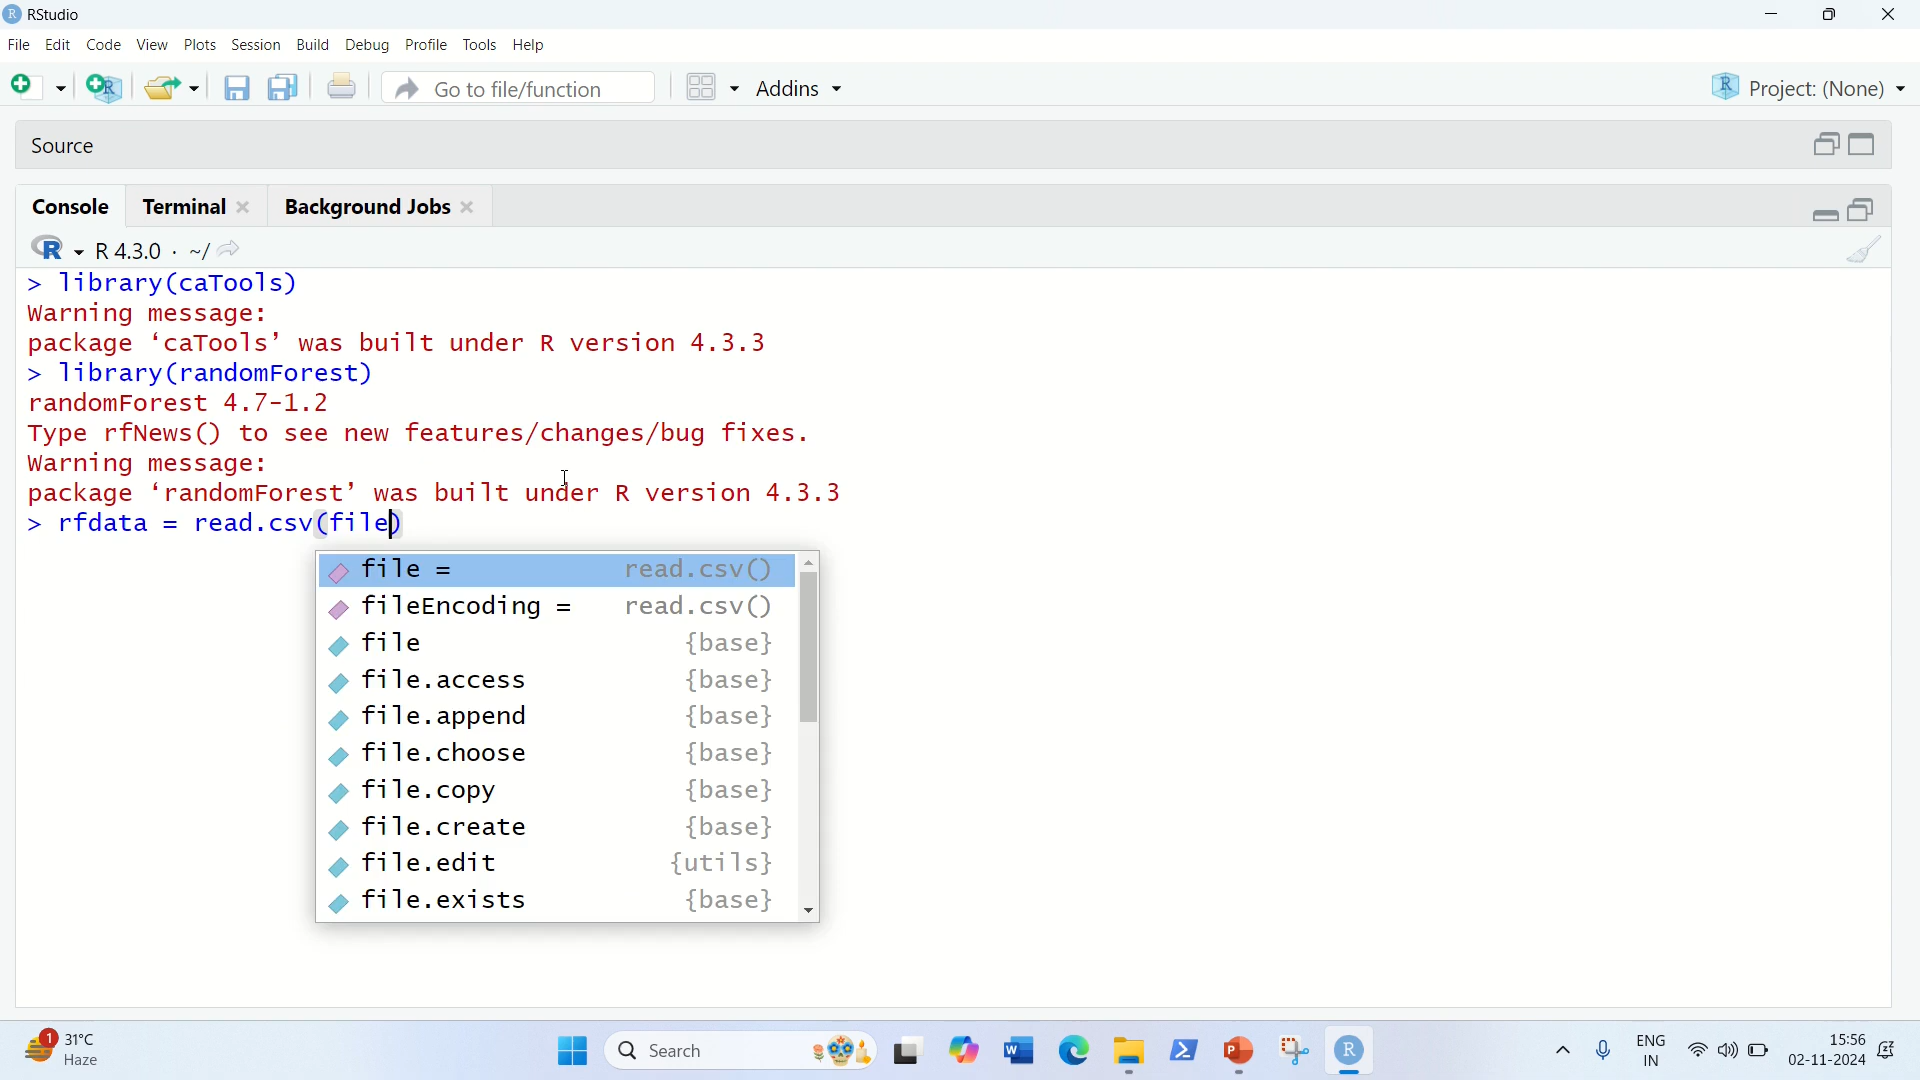 RStudio
File Edit Code View Plots Session Build Debug Profile Tools Help
Go to file/function Addins Project: (None)
Source
Console Terminal Background Jobs
R 4.3.0 · ~/
> library(caTools)
Warning message:
package ‘caTools’ was built under R version 4.3.3
> library(randomForest)
randomForest 4.7-1.2
Type rfNews() to see new features/changes/bug fixes.
Warning message:
package ‘randomForest’ was built under R version 4.3.3
> rfdata = read.csv(file)
file = read.csv()
fileEncoding = read.csv()
file {base}
file.access {base}
file.append {base}
file.choose {base}
file.copy {base}
file.create {base}
file.edit {utils}
file.exists {base}
1 31°C Haze
Search
ENG IN
15:56
02-11-2024